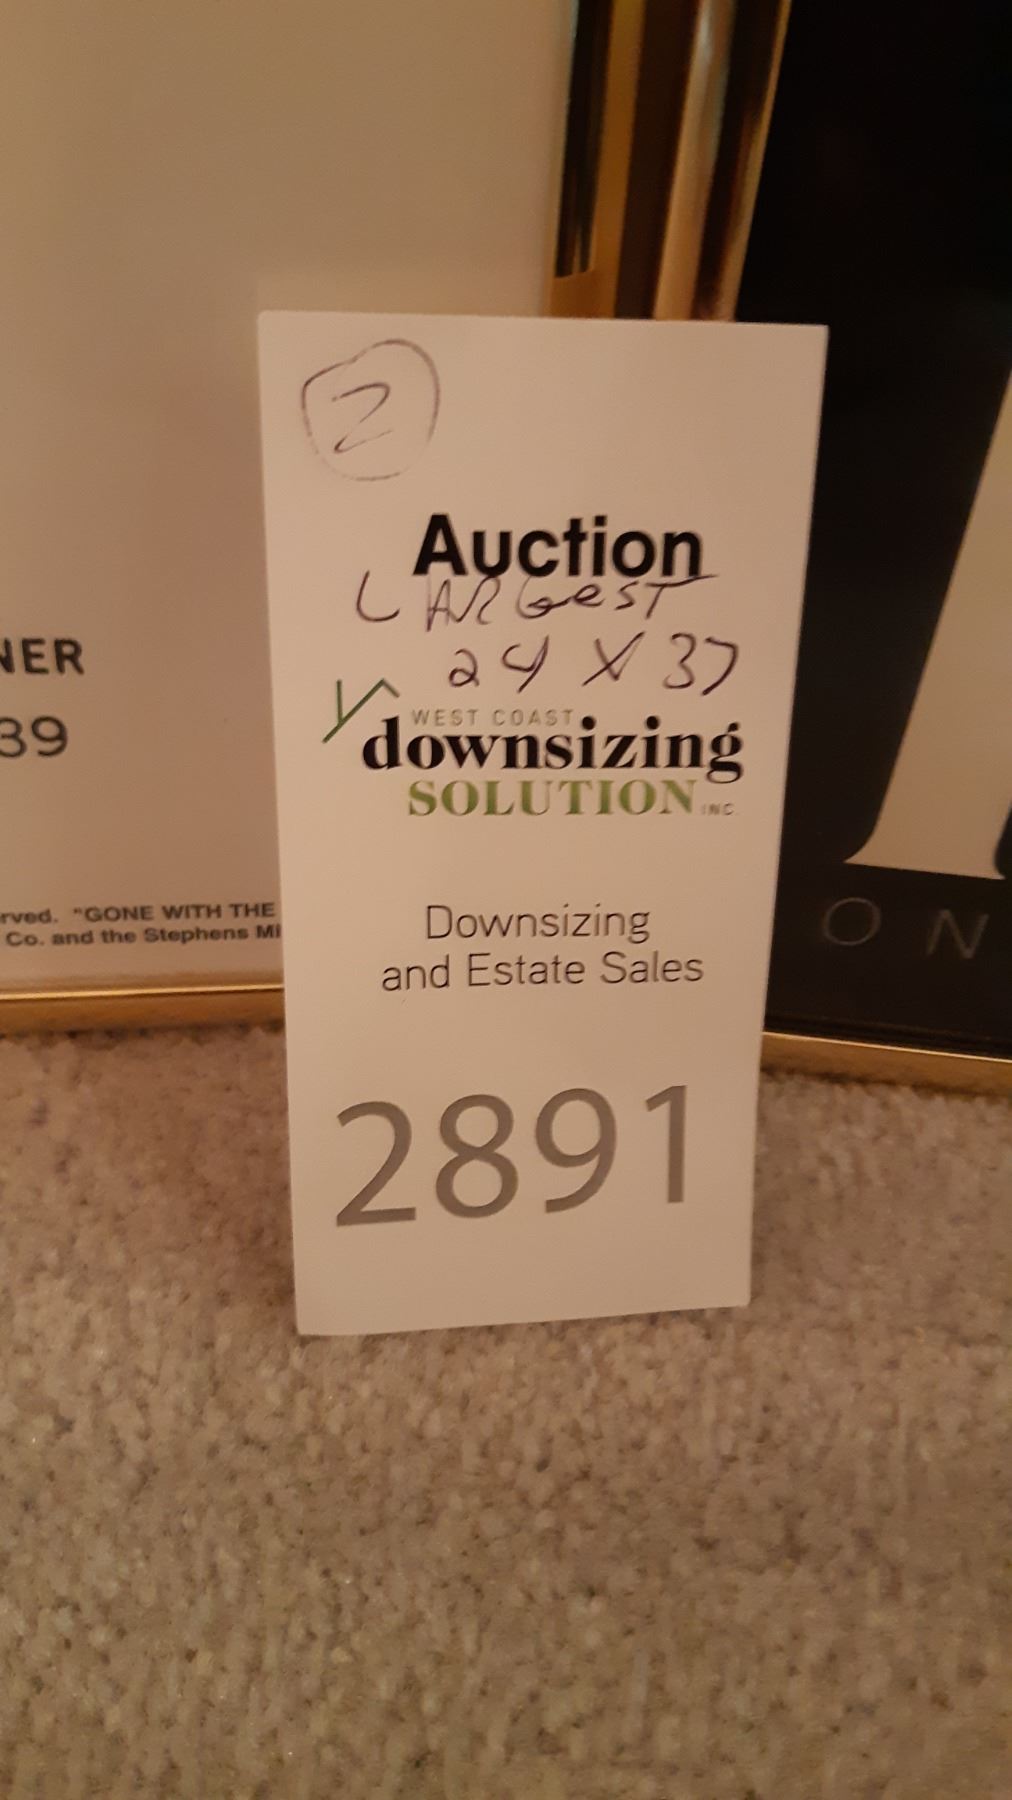 2
Auction
LARGesT
24 X 37
WEST COAST
downsizing
SOLUTION INC.
Downsizing
and Estate Sales
2891
NER
39
rved. "GONE WITH THE
Co. and the Stephens Mi
O N